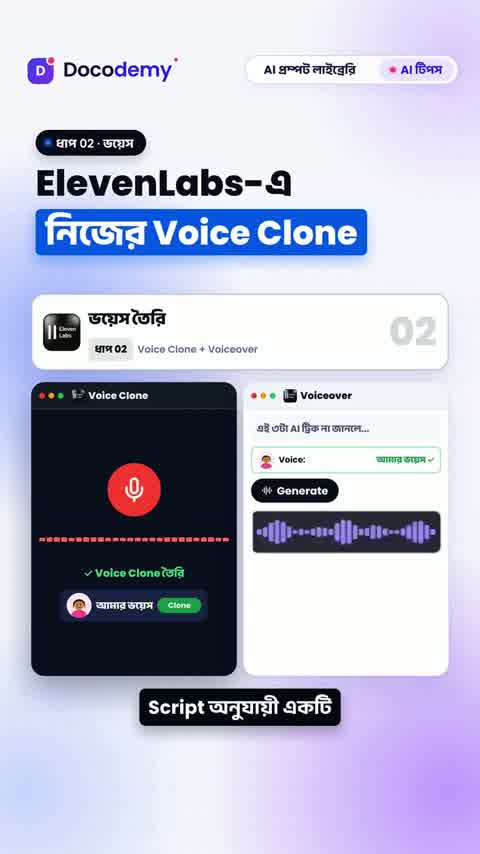 D Docodemy
AI প্রম্পট লাইব্রেরি
AI টিপস
ধাপ 02 · ভয়েস
ElevenLabs-এ
নিজের Voice Clone
Eleven
Labs
ভয়েস তৈরি
ধাপ 02 Voice Clone + Voiceover
02
Voice Clone
✓ Voice Clone তৈরি
আমার ভয়েস Clone
Voiceover
এই ৩টা AI ট্রিক না জানলে...
Voice: আমার ভয়েস ✓
Generate
Script অনুযায়ী একটি